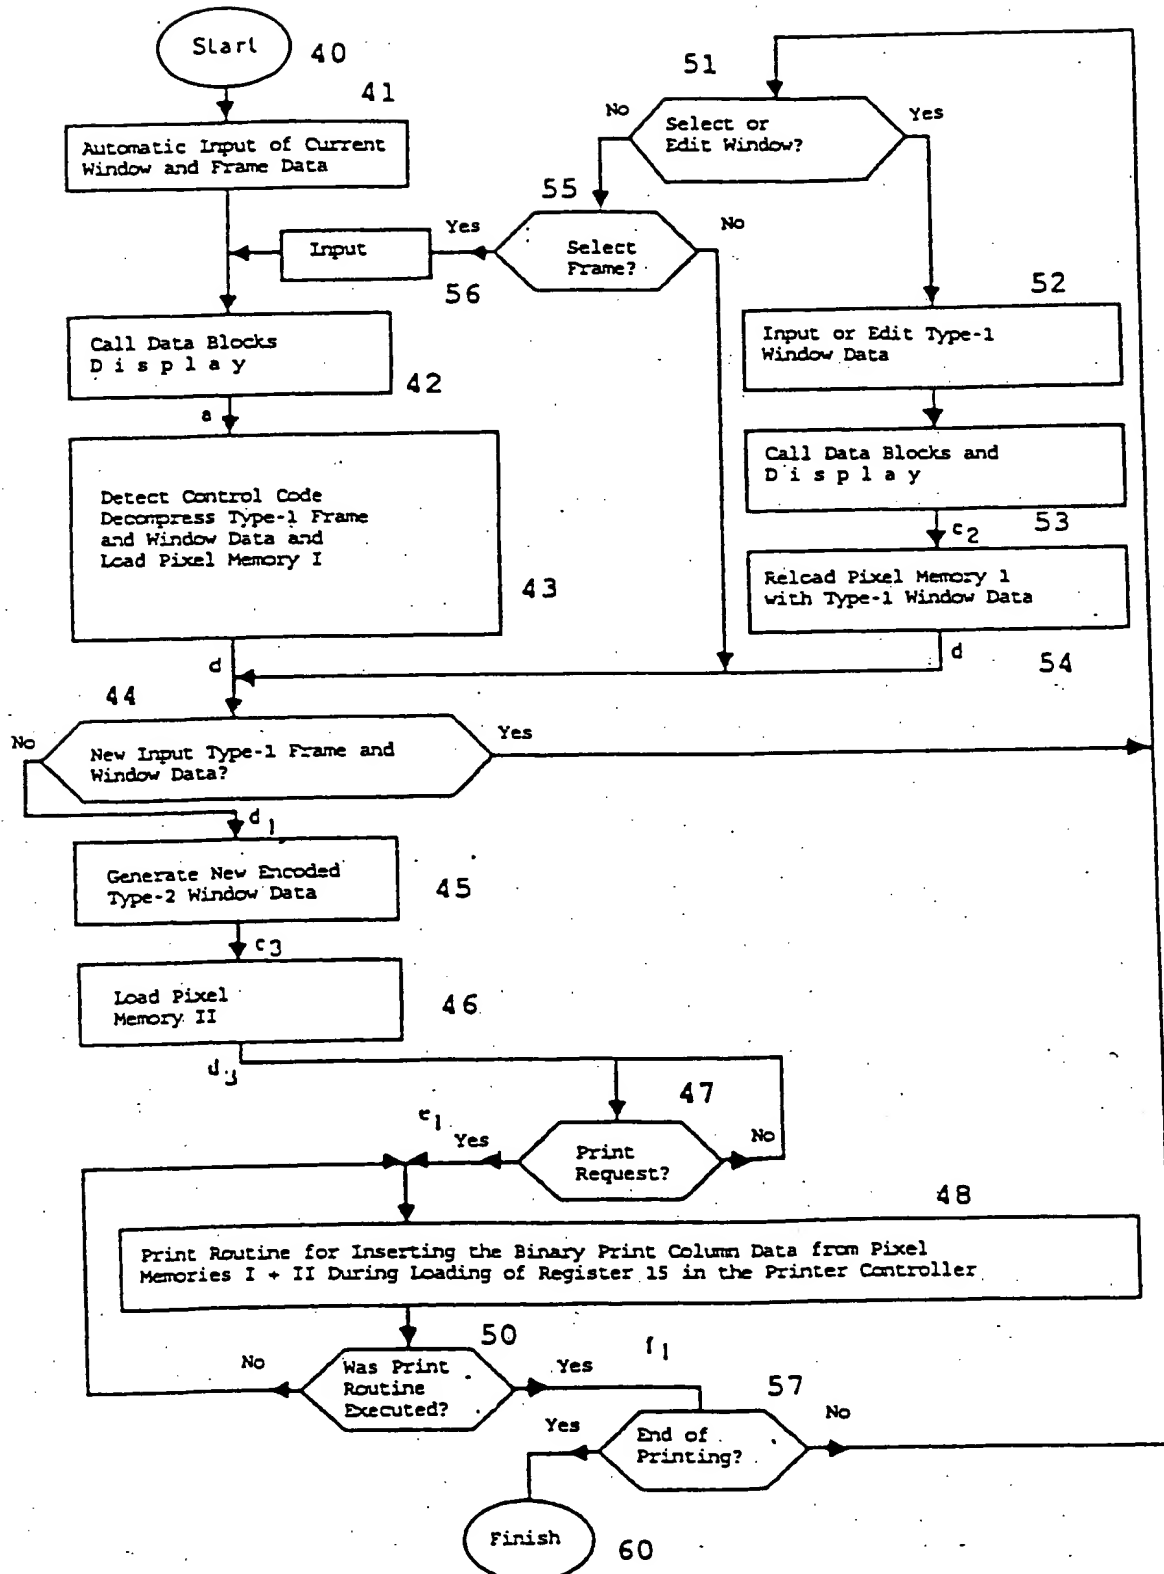 Start
40
41
Automatic Input of Current
Window and Frame Data
51
No
Select or
Edit Window?
Yes
55
Input
Yes
Select
Frame?
No
56
52
Call Data Blocks
D i s p l a y
42
Input or Edit Type-1
Window Data
a
Detect Control Code
Decompress Type-1 Frame
and Window Data and
Load Pixel Memory I
43
Call Data Blocks and
D i s p l a y
53
c2
Reload Pixel Memory 1
with Type-1 Window Data
d
54
d
44
No
New Input Type-1 Frame and
Window Data?
Yes
d1
Generate New Encoded
Type-2 Window Data
45
c3
Load Pixel
Memory II
46
d3
47
e1
Yes
Print
Request?
No
48
Print Routine for Inserting the Binary Print Column Data from Pixel
Memories I + II During Loading of Register 15 in the Printer Controller
50
No
Was Print
Routine
Executed?
Yes
f1
57
Yes
End of
Printing?
No
Finish
60